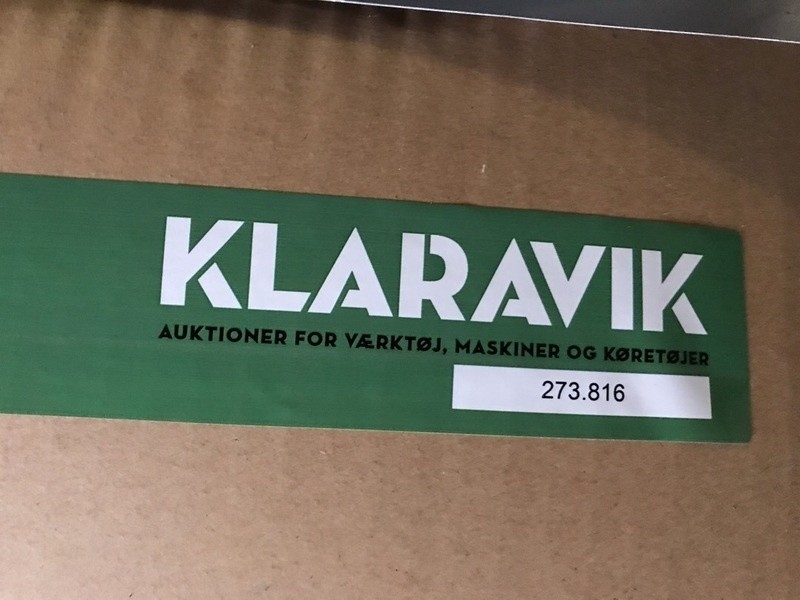 KLARAVIK
AUKTIONER FOR VÆRKTØJ, MASKINER OG KØRETØJER
273.816